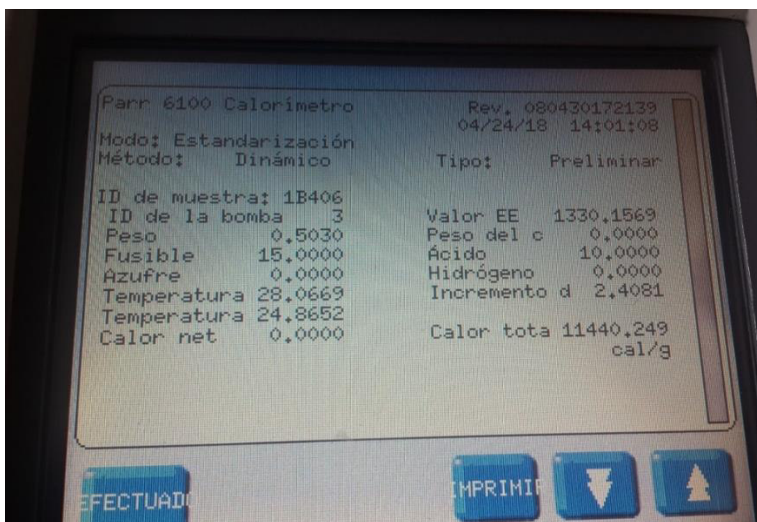 Parr 6100 Calorímetro Rev. 080430172139
04/24/18 14:01:08
Modo: Estandarización
Método: Dinámico Tipo: Preliminar
ID de muestra: 1B406
ID de la bomba 3 Valor EE 1330.1569
Peso 0.5030 Peso del c 0.0000
Fusible 15.0000 Ácido 10.0000
Azufre 0.0000 Hidrógeno 0.0000
Temperatura 28.0669 Incremento d 2.4081
Temperatura 24.8652
Calor net 0.0000 Calor tota 11440.249
cal/g
EFECTUADO IMPRIMIR